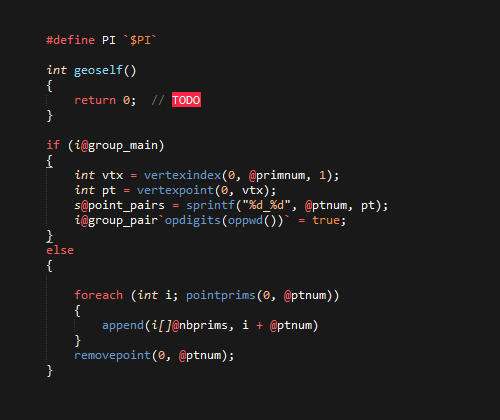 #define PI `$PI`
int geoself()
{
return 0; // TODO
}
if (i@group_main)
{
int vtx = vertexindex(0, @primnum, 1);
int pt = vertexpoint(0, vtx);
s@point_pairs = sprintf("%d_%d", @ptnum, pt);
i@group_pair`opdigits(oppwd())` = true;
}
else
{
foreach (int i; pointprims(0, @ptnum))
{
append(i[]@nbprims, i + @ptnum)
}
removepoint(0, @ptnum);
}